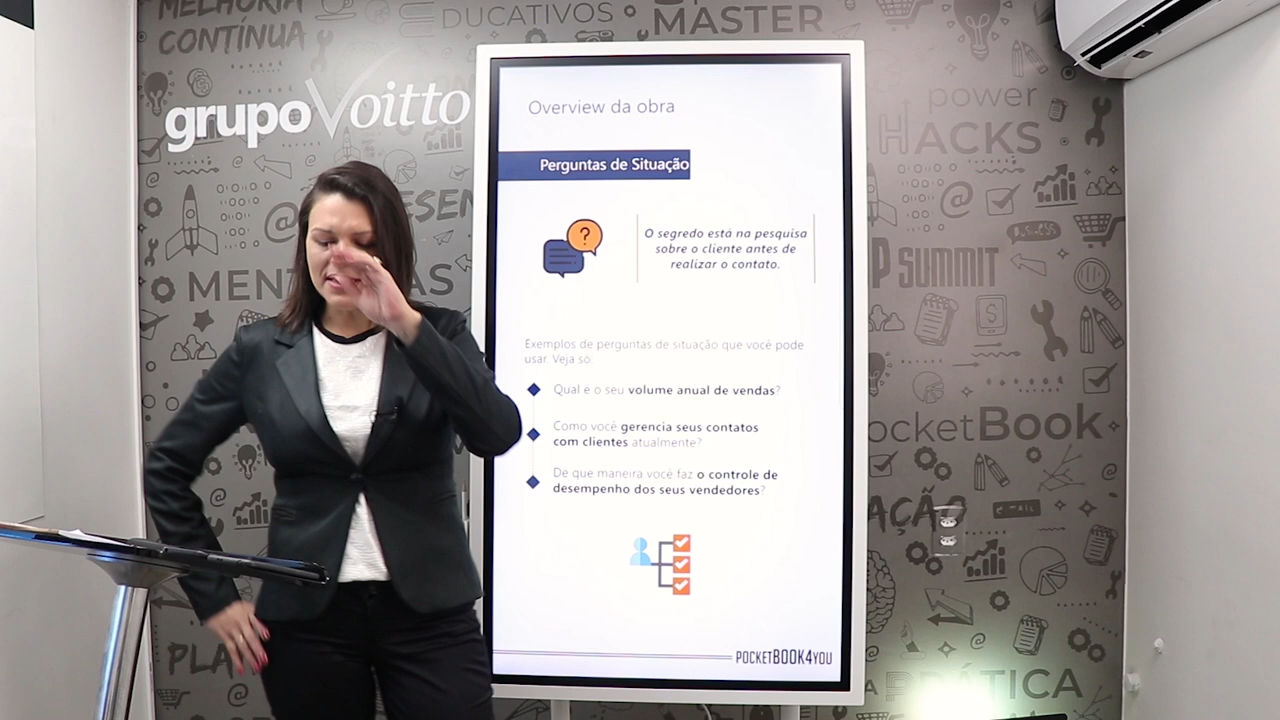 MELHORIA
CONTÍNUA
DUCATIVOS
MASTER
grupoVoitto
power
HACKS
Overview da obra
Perguntas de Situação
O segredo está na pesquisa
sobre o cliente antes de
realizar o contato.
SUMMIT
Exemplos de perguntas de situação que você pode
usar. Veja só
Qual é o seu volume anual de vendas?
Como você gerencia seus contatos
com clientes atualmente?
De que maneira você faz o controle de
desempenho dos seus vendedores?
ocketBook
AÇÃO
e-mail
PLA
PRÁTICA
POCKETBOOK4YOU